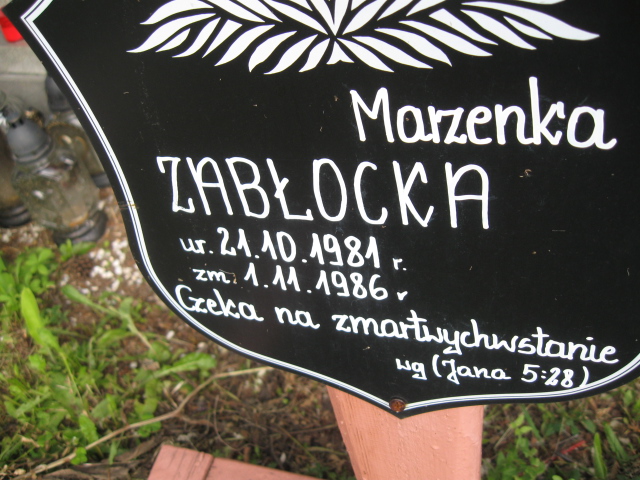 Marzenka
ZABŁOCKA
ur. 21.10.1981 r.
zm. 1.11.1986 r
Czeka na zmartwychwstanie
wg (Jana 5:28)